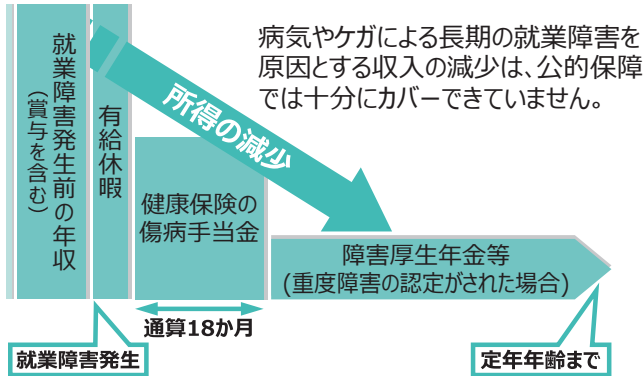 病気やケガによる長期の就業障害を
原因とする収入の減少は、公的保障
では十分にカバーできていません。
就業障害発生前の年収
（賞与を含む）
有給休暇
所得の減少
健康保険の
傷病手当金
障害厚生年金等
(重度障害の認定がされた場合)
通算18か月
就業障害発生
定年年齢まで